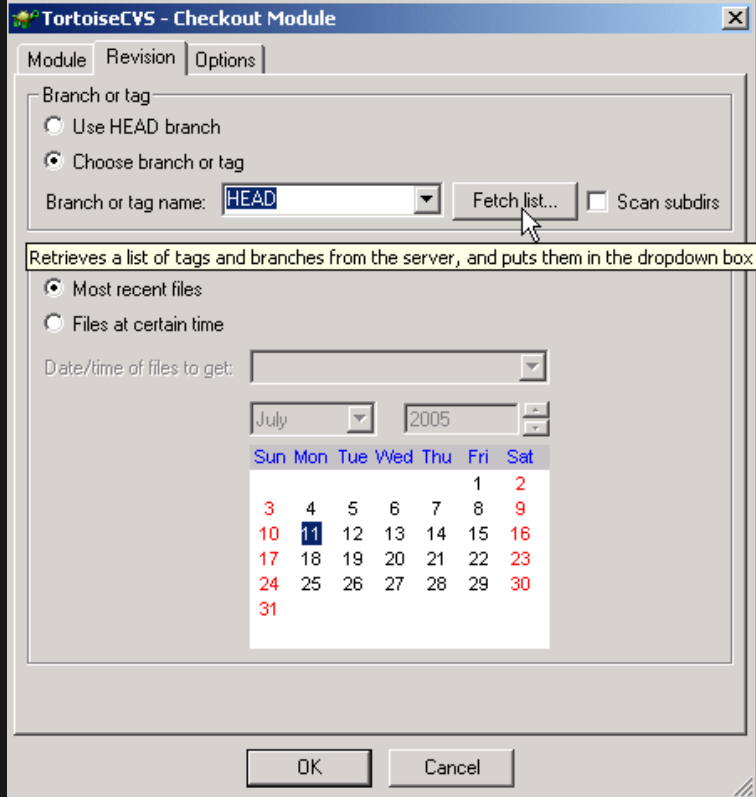 TortoiseCVS - Checkout Module
Module Revision Options
Branch or tag
Use HEAD branch
Choose branch or tag
Branch or tag name: HEAD Fetch list... Scan subdirs
Retrieves a list of tags and branches from the server, and puts them in the dropdown box
Most recent files
Files at certain time
Date/time of files to get:
July 2005
Sun Mon Tue Wed Thu Fri Sat
1 2
3 4 5 6 7 8 9
10 11 12 13 14 15 16
17 18 19 20 21 22 23
24 25 26 27 28 29 30
31
OK Cancel